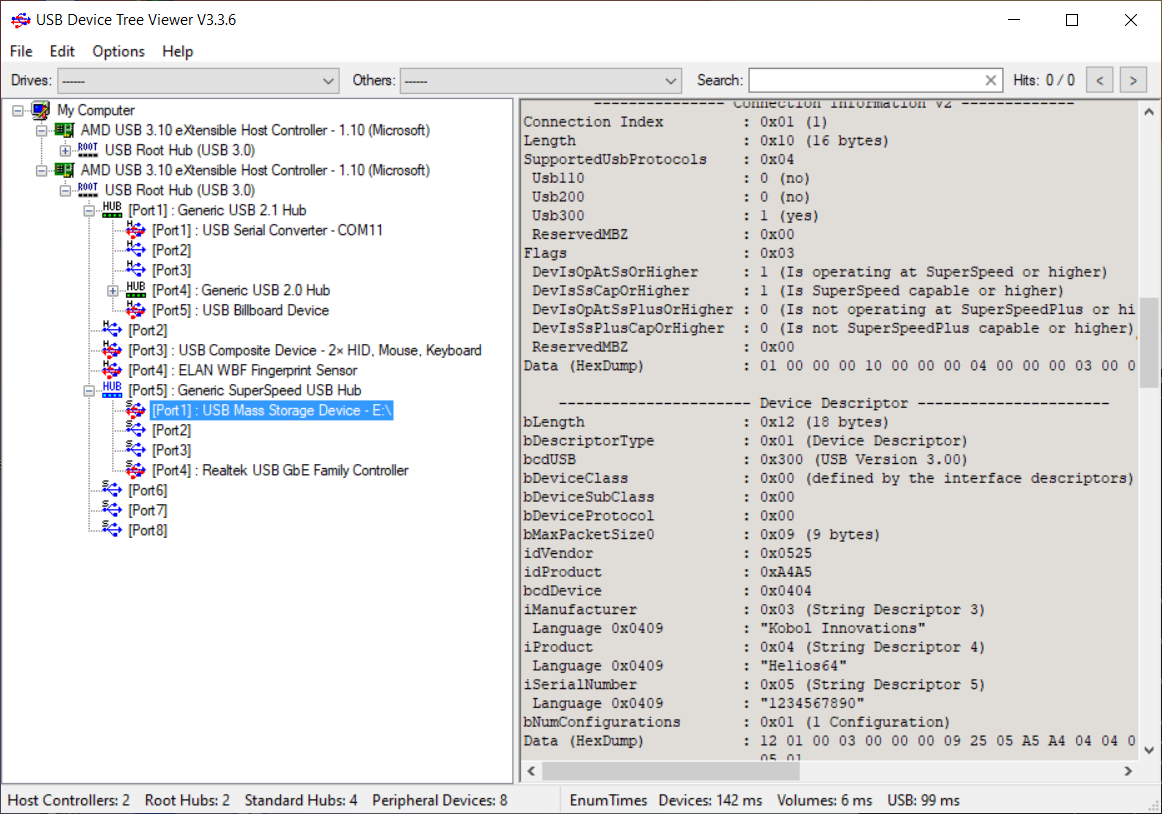 USB Device Tree Viewer V3.3.6
File Edit Options Help
Drives: ------ Others: ------ Search: Hits: 0 / 0 < >
My Computer
AMD USB 3.10 eXtensible Host Controller - 1.10 (Microsoft)
ROOT USB Root Hub (USB 3.0)
AMD USB 3.10 eXtensible Host Controller - 1.10 (Microsoft)
ROOT USB Root Hub (USB 3.0)
HUB [Port1] : Generic USB 2.1 Hub
H [Port1] : USB Serial Converter - COM11
H [Port2]
H [Port3]
HUB [Port4] : Generic USB 2.0 Hub
H [Port5] : USB Billboard Device
H [Port2]
H [Port3] : USB Composite Device - 2× HID, Mouse, Keyboard
H [Port4] : ELAN WBF Fingerprint Sensor
HUB [Port5] : Generic SuperSpeed USB Hub
S [Port1] : USB Mass Storage Device - E:\
S [Port2]
S [Port3]
S [Port4] : Realtek USB GbE Family Controller
S [Port6]
S [Port7]
S [Port8]
--------------- Connection Information V2 -------------
Connection Index : 0x01 (1)
Length : 0x10 (16 bytes)
SupportedUsbProtocols : 0x04
Usb110 : 0 (no)
Usb200 : 0 (no)
Usb300 : 1 (yes)
ReservedMBZ : 0x00
Flags : 0x03
DevIsOpAtSsOrHigher : 1 (Is operating at SuperSpeed or higher)
DevIsSsCapOrHigher : 1 (Is SuperSpeed capable or higher)
DevIsOpAtSsPlusOrHigher : 0 (Is not operating at SuperSpeedPlus or hi
DevIsSsPlusCapOrHigher : 0 (Is not SuperSpeedPlus capable or higher)
ReservedMBZ : 0x00
Data (HexDump) : 01 00 00 00 10 00 00 00 04 00 00 00 03 00 0
---------------------- Device Descriptor ----------------------
bLength : 0x12 (18 bytes)
bDescriptorType : 0x01 (Device Descriptor)
bcdUSB : 0x300 (USB Version 3.00)
bDeviceClass : 0x00 (defined by the interface descriptors)
bDeviceSubClass : 0x00
bDeviceProtocol : 0x00
bMaxPacketSize0 : 0x09 (9 bytes)
idVendor : 0x0525
idProduct : 0xA4A5
bcdDevice : 0x0404
iManufacturer : 0x03 (String Descriptor 3)
Language 0x0409 : "Kobol Innovations"
iProduct : 0x04 (String Descriptor 4)
Language 0x0409 : "Helios64"
iSerialNumber : 0x05 (String Descriptor 5)
Language 0x0409 : "1234567890"
bNumConfigurations : 0x01 (1 Configuration)
Data (HexDump) : 12 01 00 03 00 00 00 09 25 05 A5 A4 04 04 0
05 01
Host Controllers: 2 Root Hubs: 2 Standard Hubs: 4 Peripheral Devices: 8 EnumTimes Devices: 142 ms Volumes: 6 ms USB: 99 ms